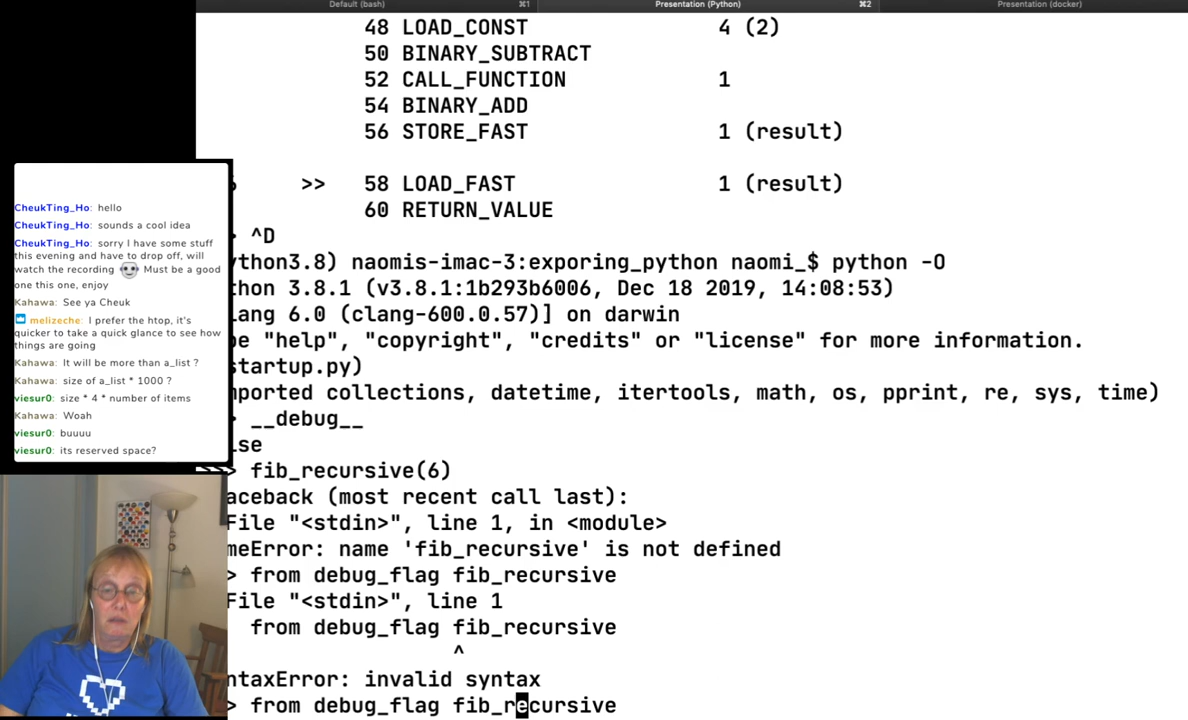 Default (bash) ⌘1 Presentation (Python) ⌘2 Presentation (docker)
48 LOAD_CONST 4 (2)
50 BINARY_SUBTRACT
52 CALL_FUNCTION 1
54 BINARY_ADD
56 STORE_FAST 1 (result)
>> 58 LOAD_FAST 1 (result)
60 RETURN_VALUE
> ^D
ython3.8) naomis-imac-3:exporing_python naomi_$ python -O
thon 3.8.1 (v3.8.1:1b293b6006, Dec 18 2019, 14:08:53)
lang 6.0 (clang-600.0.57)] on darwin
pe "help", "copyright", "credits" or "license" for more information.
startup.py)
mported collections, datetime, itertools, math, os, pprint, re, sys, time)
> __debug__
lse
>>> fib_recursive(6)
aceback (most recent call last):
File "<stdin>", line 1, in <module>
meError: name 'fib_recursive' is not defined
> from debug_flag fib_recursive
File "<stdin>", line 1
from debug_flag fib_recursive
^
ntaxError: invalid syntax
> from debug_flag fib_recursive
CheukTing_Ho: hello
CheukTing_Ho: sounds a cool idea
CheukTing_Ho: sorry I have some stuff
this evening and have to drop off, will
watch the recording Must be a good
one this one, enjoy
Kahawa: See ya Cheuk
melizeche: I prefer the htop, it's
quicker to take a quick glance to see how
things are going
Kahawa: It will be more than a_list ?
Kahawa: size of a_list * 1000 ?
viesur0: size * 4 * number of items
Kahawa: Woah
viesur0: buuuu
viesur0: its reserved space?